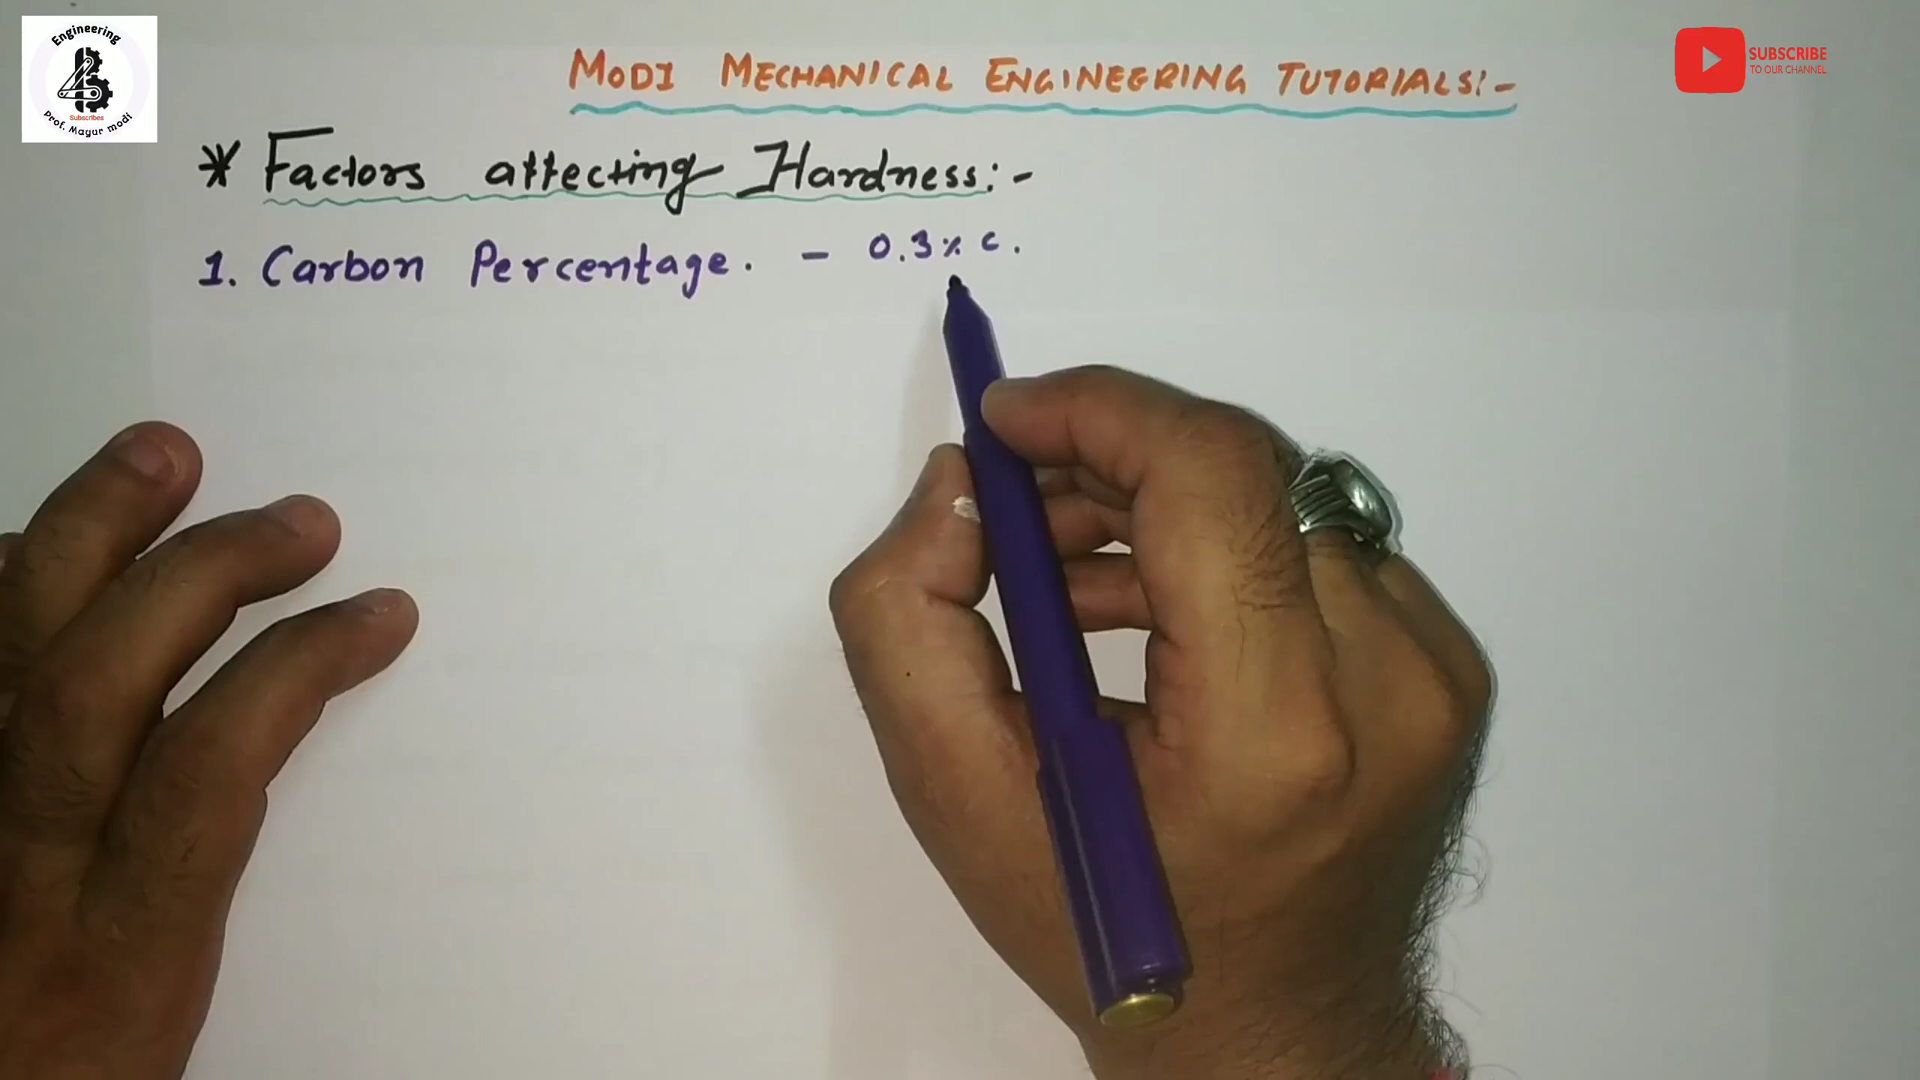 Engineering
Subscribes
Prof. Mayur modi
SUBSCRIBE
TO OUR CHANNEL
MODI MECHANICAL ENGINEERING TUTORIALS:-
* Factors affecting Hardness:-
1. Carbon Percentage. - 0.3% C.